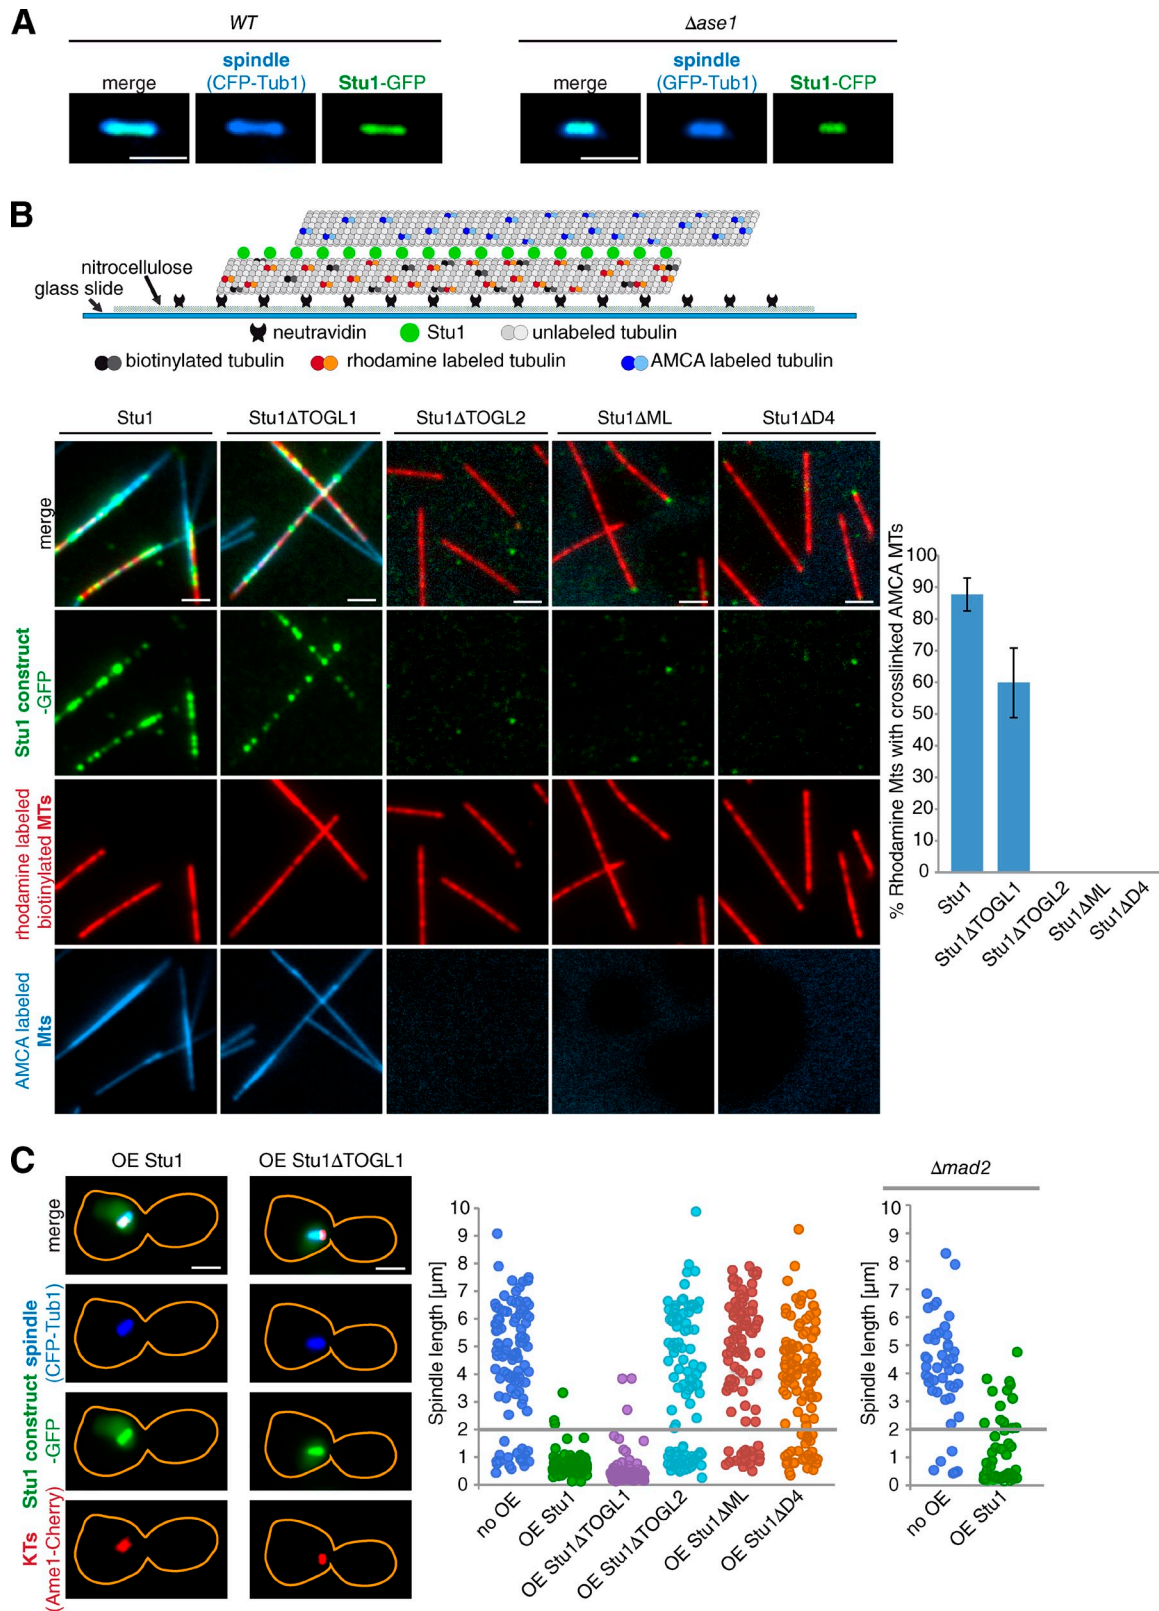 A
WT
Δase1
merge
spindle
(CFP-Tub1)
Stu1-GFP
merge
spindle
(GFP-Tub1)
Stu1-CFP
B
nitrocellulose
glass slide
neutravidin
Stu1
unlabeled tubulin
biotinylated tubulin
rhodamine labeled tubulin
AMCA labeled tubulin
Stu1
Stu1ΔTOGL1
Stu1ΔTOGL2
Stu1ΔML
Stu1ΔD4
merge
Stu1 construct
-GFP
rhodamine labeled
biotinylated MTs
AMCA labeled
Mts
% Rhodamine Mts with crosslinked AMCA MTs
100
90
80
70
60
50
40
30
20
10
0
Stu1
Stu1ΔTOGL1
Stu1ΔTOGL2
Stu1ΔML
Stu1ΔD4
C
OE Stu1
OE Stu1ΔTOGL1
merge
spindle
(CFP-Tub1)
Stu1 construct
-GFP
KTs
(Ame1-Cherry)
Spindle length [μm]
10
9
8
7
6
5
4
3
2
1
0
no OE
OE Stu1
OE Stu1ΔTOGL1
OE Stu1ΔTOGL2
OE Stu1ΔML
OE Stu1ΔD4
Δmad2
Spindle length [μm]
10
9
8
7
6
5
4
3
2
1
0
no OE
OE Stu1